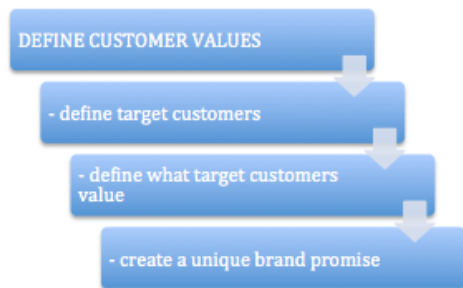 DEFINE CUSTOMER VALUES
- define target customers
- define what target customers
value
- create a unique brand promise